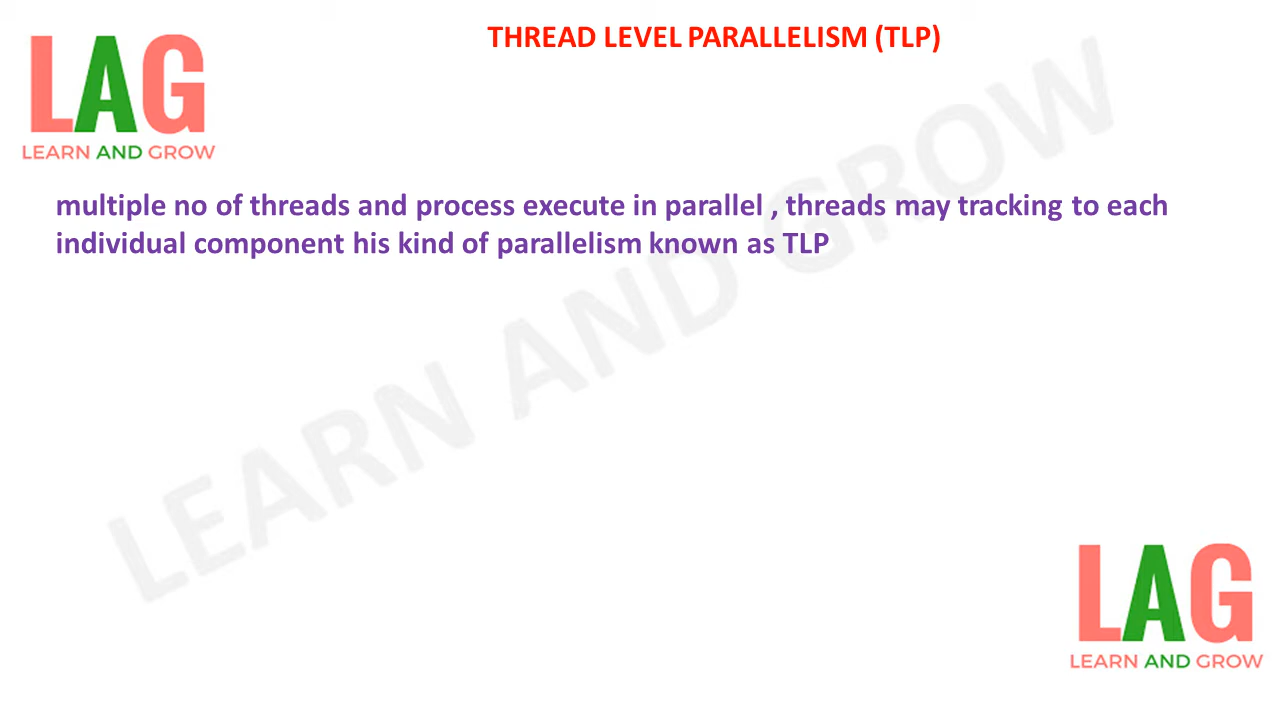 THREAD LEVEL PARALLELISM (TLP)
LAG
LEARN AND GROW
multiple no of threads and process execute in parallel , threads may tracking to each
individual component his kind of parallelism known as TLP
LEARN AND GROW
LAG
LEARN AND GROW